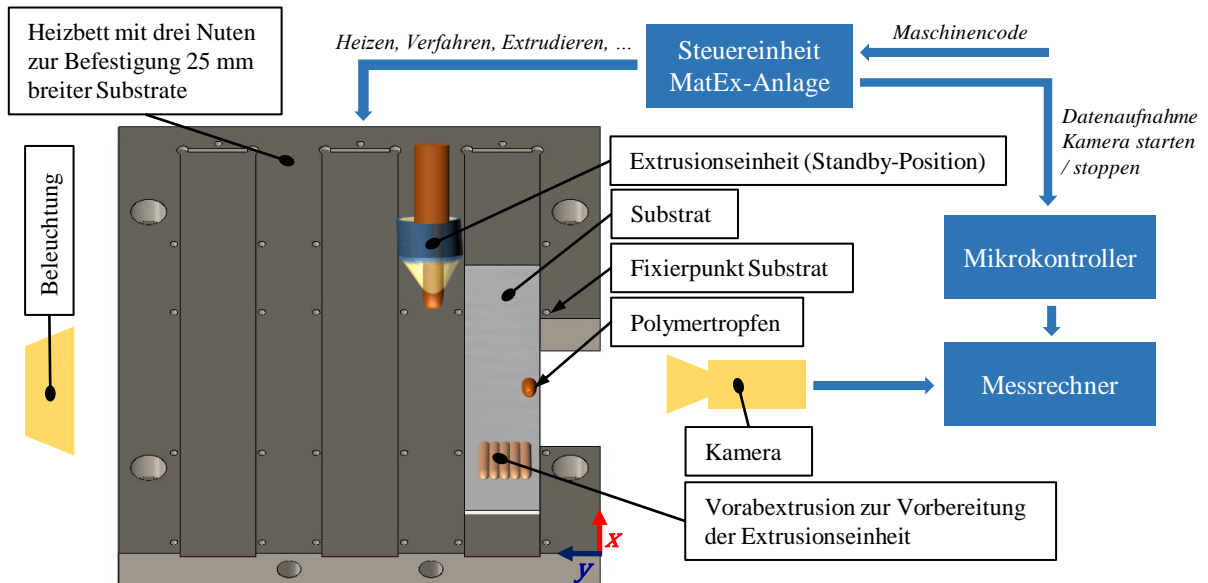 Heizbett mit drei Nuten
zur Befestigung 25 mm
breiter Substrate
Heizen, Verfahren, Extrudieren, ...
Steuereinheit
MatEx-Anlage
Maschinencode
Datenaufnahme
Kamera starten
/ stoppen
Beleuchtung
Extrusionseinheit (Standby-Position)
Substrat
Fixierpunkt Substrat
Polymertropfen
Mikrokontroller
Messrechner
Kamera
Vorabextrusion zur Vorbereitung
der Extrusionseinheit
x
y